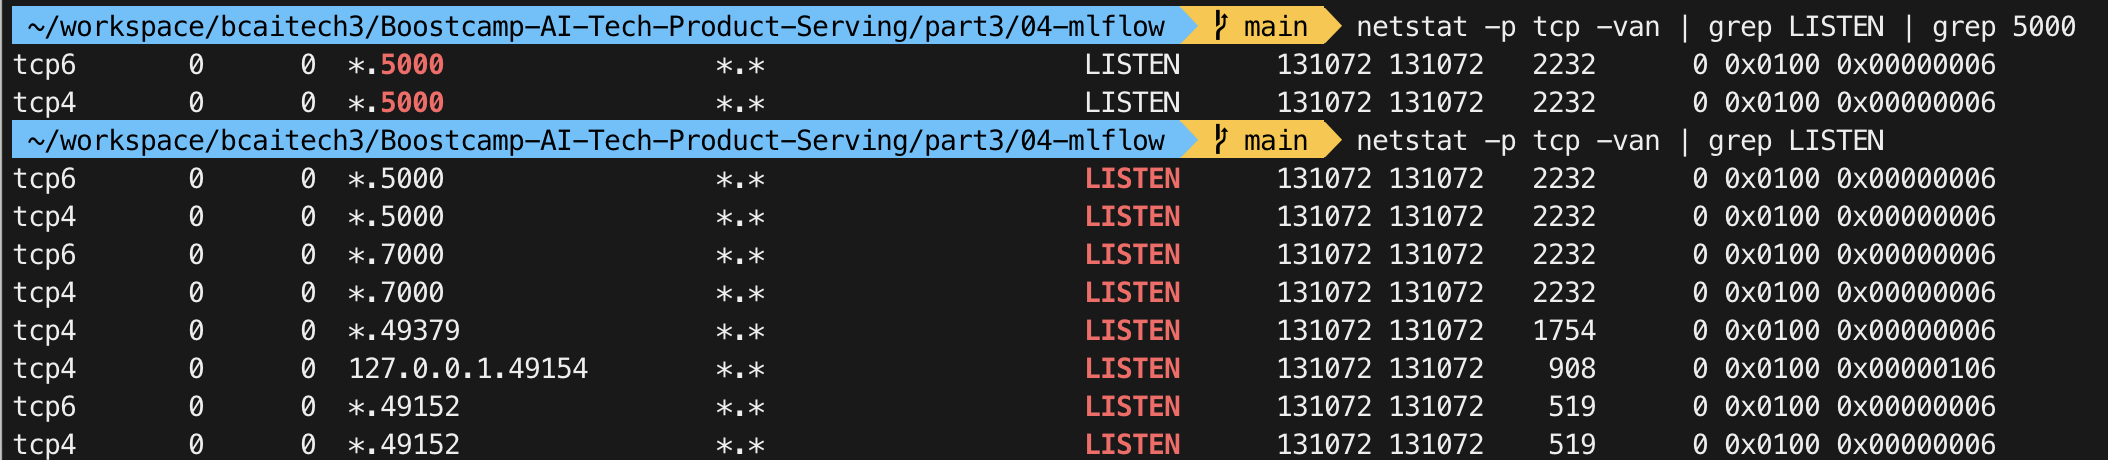 ~/workspace/bcaitech3/Boostcamp-AI-Tech-Product-Serving/part3/04-mlflow main netstat -p tcp -van | grep LISTEN | grep 5000
tcp6 0 0 *.5000 *.* LISTEN 131072 131072 2232 0 0x0100 0x00000006
tcp4 0 0 *.5000 *.* LISTEN 131072 131072 2232 0 0x0100 0x00000006
~/workspace/bcaitech3/Boostcamp-AI-Tech-Product-Serving/part3/04-mlflow main netstat -p tcp -van | grep LISTEN
tcp6 0 0 *.5000 *.* LISTEN 131072 131072 2232 0 0x0100 0x00000006
tcp4 0 0 *.5000 *.* LISTEN 131072 131072 2232 0 0x0100 0x00000006
tcp6 0 0 *.7000 *.* LISTEN 131072 131072 2232 0 0x0100 0x00000006
tcp4 0 0 *.7000 *.* LISTEN 131072 131072 2232 0 0x0100 0x00000006
tcp4 0 0 *.49379 *.* LISTEN 131072 131072 1754 0 0x0100 0x00000006
tcp4 0 0 127.0.0.1.49154 *.* LISTEN 131072 131072 908 0 0x0100 0x00000106
tcp6 0 0 *.49152 *.* LISTEN 131072 131072 519 0 0x0100 0x00000006
tcp4 0 0 *.49152 *.* LISTEN 131072 131072 519 0 0x0100 0x00000006